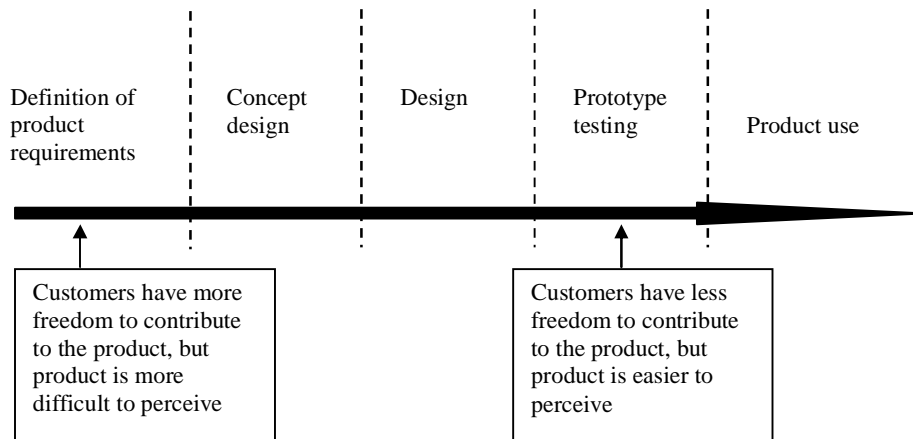 Definition of
product
requirements
Concept
design
Design
Prototype
testing
Product use
Customers have more
freedom to contribute
to the product, but
product is more
difficult to perceive
Customers have less
freedom to contribute
to the product, but
product is easier to
perceive